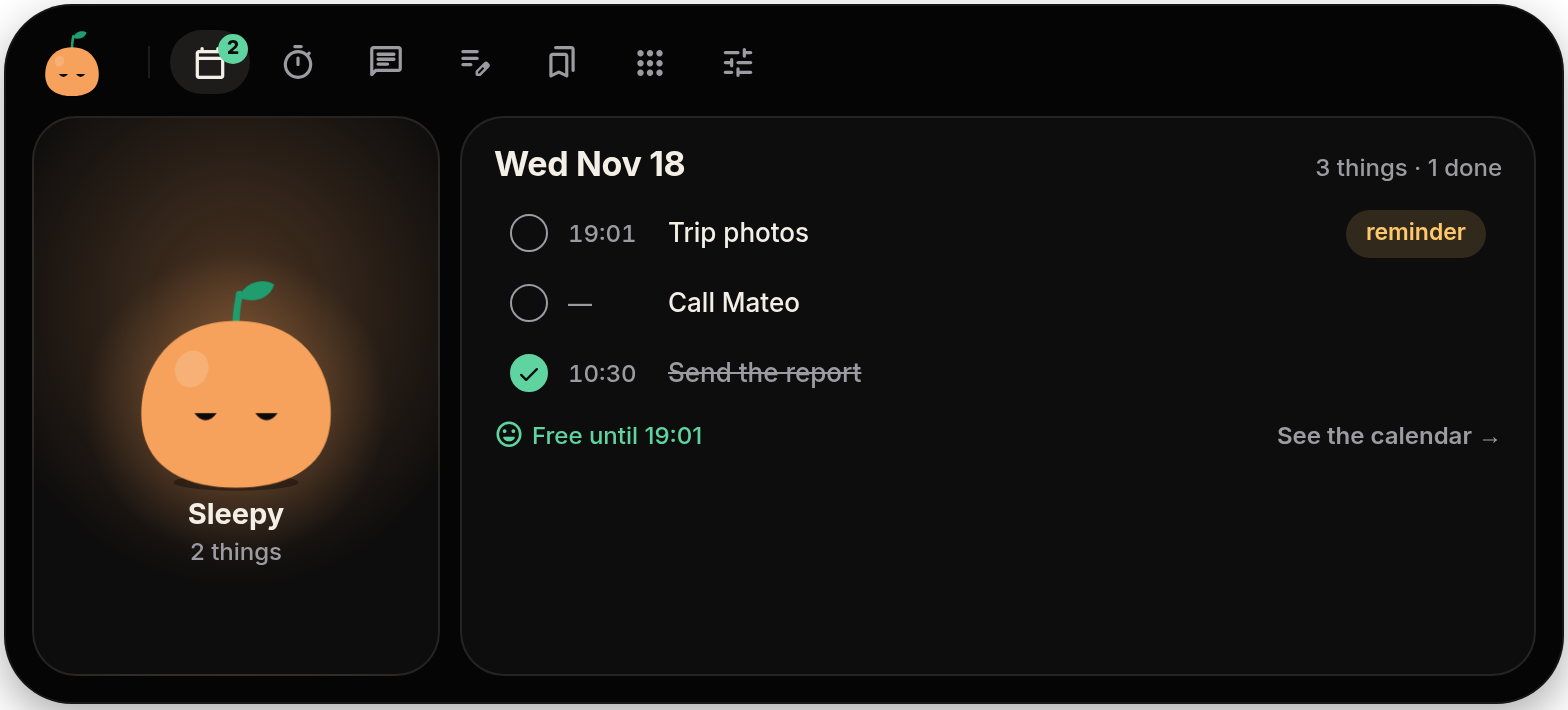 2
Wed Nov 18
3 things · 1 done
19:01 Trip photos reminder
— Call Mateo
10:30 Send the report
Free until 19:01
See the calendar →
Sleepy
2 things